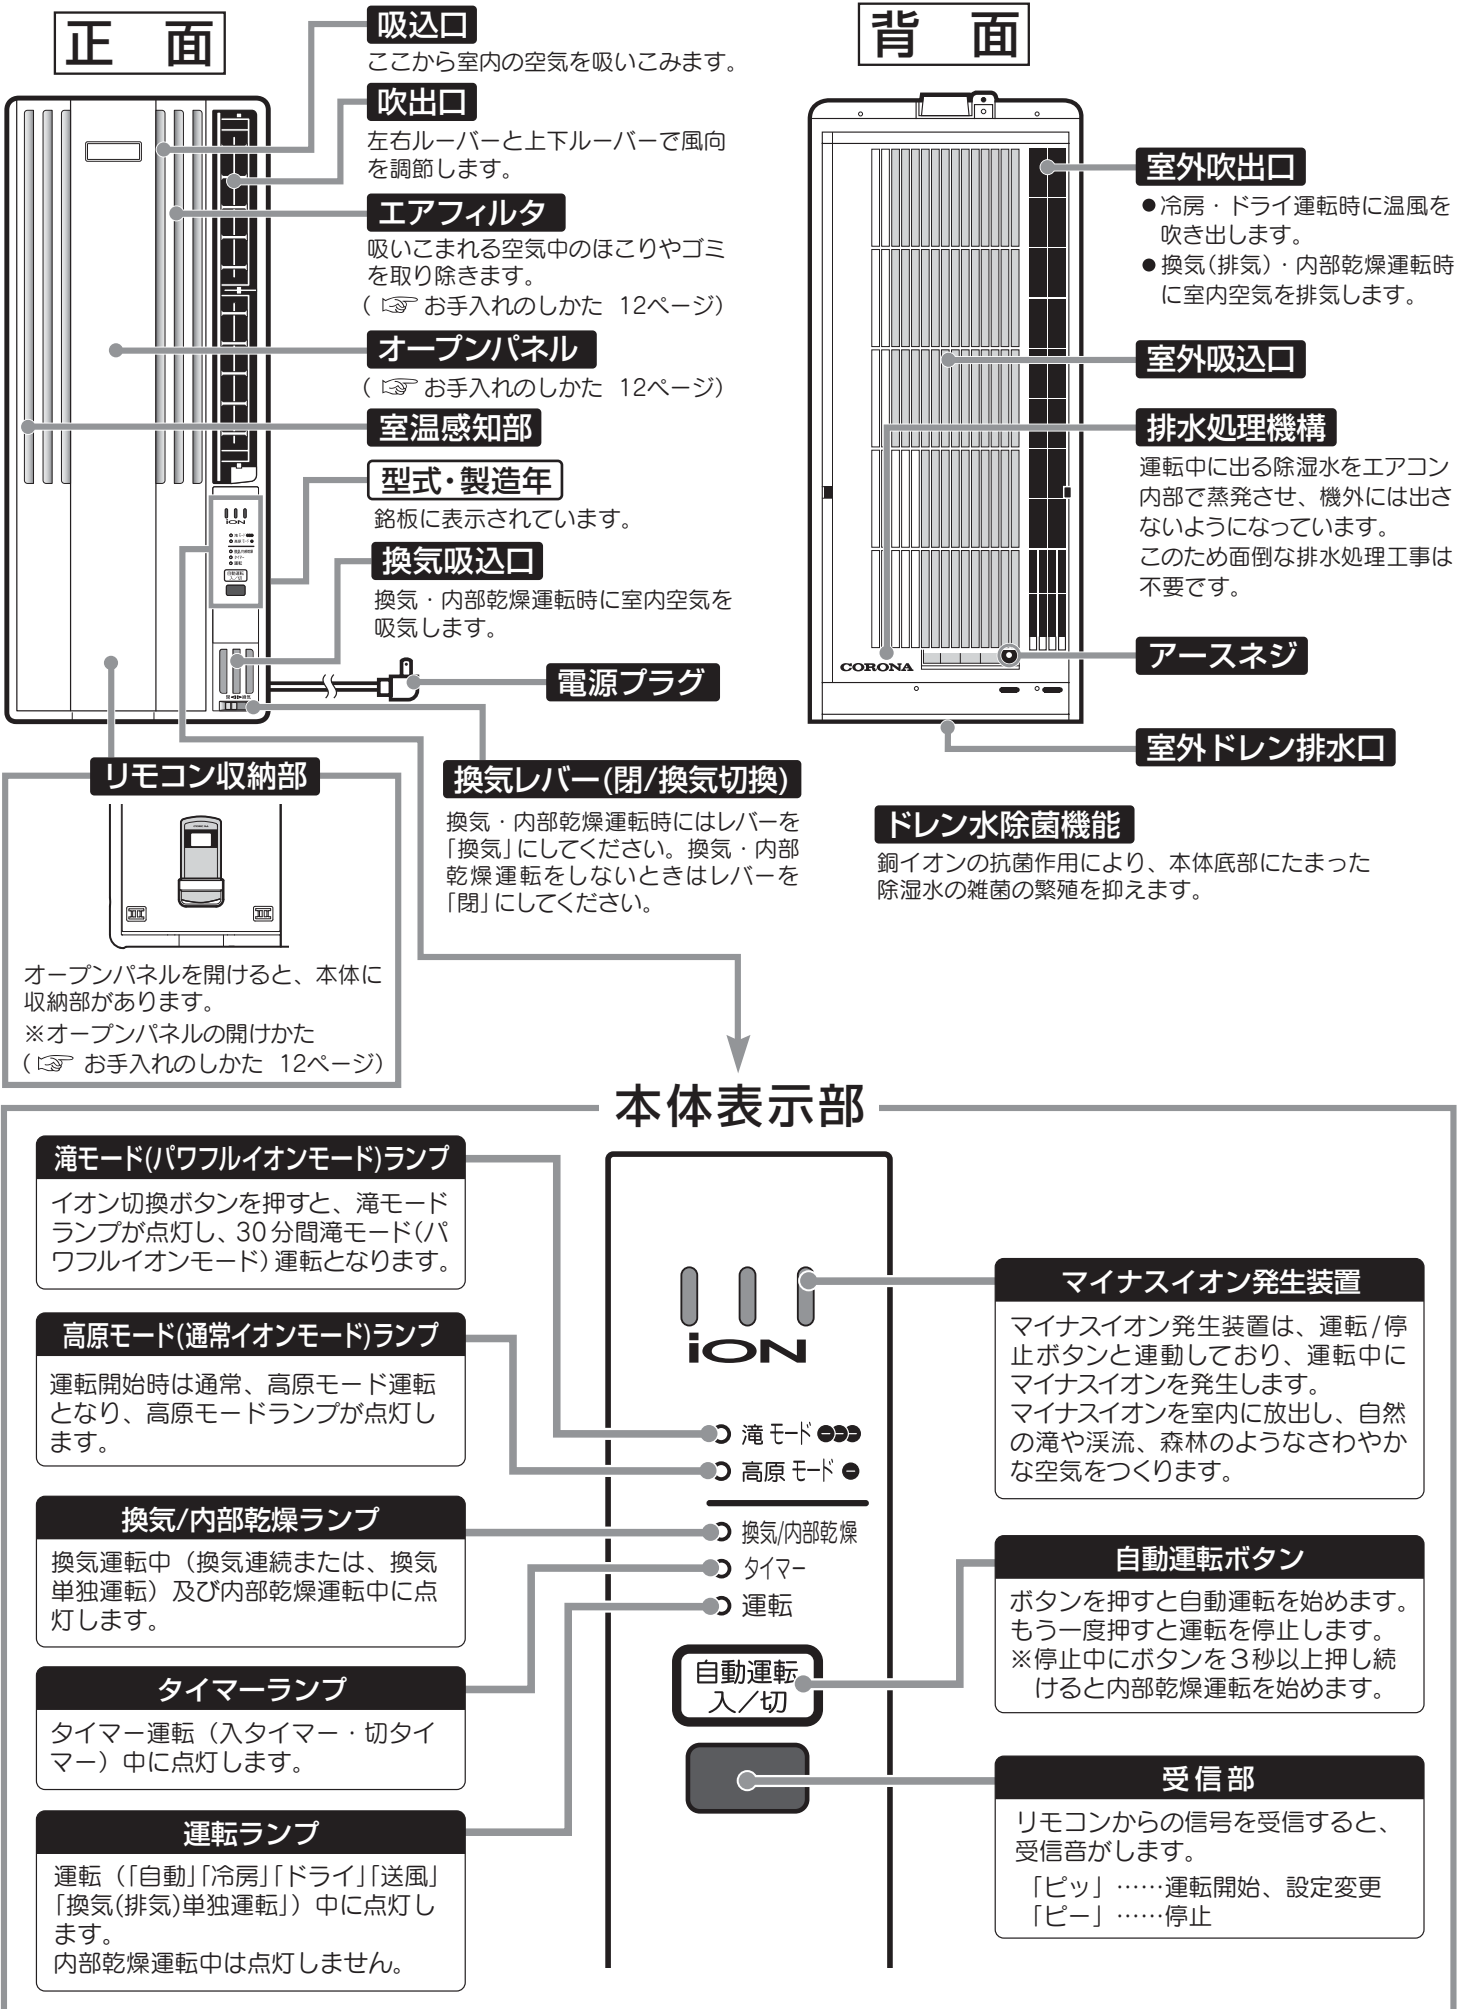 正　面
吸込口
ここから室内の空気を吸いこみます。
吹出口
左右ルーバーと上下ルーバーで風向
を調節します。
エアフィルタ
吸いこまれる空気中のほこりやゴミ
を取り除きます。
（☞お手入れのしかた 12ページ）
オープンパネル
（☞お手入れのしかた 12ページ）
室温感知部
型式・製造年
銘板に表示されています。
換気吸込口
換気・内部乾燥運転時に室内空気を
吸気します。
電源プラグ
iON
滝モード
高原モード
換気/内部乾燥
タイマー
運転
自動運転
入／切
閉 換気
換気レバー(閉/換気切換)
換気・内部乾燥運転時にはレバーを
「換気」にしてください。換気・内部
乾燥運転をしないときはレバーを
「閉」にしてください。
リモコン収納部
オープンパネルを開けると、本体に
収納部があります。
※オープンパネルの開けかた
（☞ お手入れのしかた 12ページ）
背　面
室外吹出口
●冷房・ドライ運転時に温風を
吹き出します。
●換気(排気)・内部乾燥運転時
に室内空気を排気します。
室外吸込口
排水処理機構
運転中に出る除湿水をエアコン
内部で蒸発させ、機外には出さ
ないようになっています。
このため面倒な排水処理工事は
不要です。
アースネジ
CORONA
室外ドレン排水口
ドレン水除菌機能
銅イオンの抗菌作用により、本体底部にたまった
除湿水の雑菌の繁殖を抑えます。
本体表示部
滝モード(パワフルイオンモード)ランプ
イオン切換ボタンを押すと、滝モード
ランプが点灯し、30分間滝モード(パ
ワフルイオンモード)運転となります。
高原モード(通常イオンモード)ランプ
運転開始時は通常、高原モード運転
となり、高原モードランプが点灯し
ます。
換気/内部乾燥ランプ
換気運転中（換気連続または、換気
単独運転）及び内部乾燥運転中に点
灯します。
タイマーランプ
タイマー運転（入タイマー・切タイ
マー）中に点灯します。
運転ランプ
運転（「自動」「冷房」「ドライ」「送風」
「換気(排気)単独運転」）中に点灯し
ます。
内部乾燥運転中は点灯しません。
iON
滝 モード
高原 モード
換気/内部乾燥
タイマー
運転
自動運転
入／切
マイナスイオン発生装置
マイナスイオン発生装置は、運転/停
止ボタンと連動しており、運転中に
マイナスイオンを発生します。
マイナスイオンを室内に放出し、自然
の滝や渓流、森林のようなさわやか
な空気をつくります。
自動運転ボタン
ボタンを押すと自動運転を始めます。
もう一度押すと運転を停止します。
※停止中にボタンを３秒以上押し続
けると内部乾燥運転を始めます。
受信部
リモコンからの信号を受信すると、
受信音がします。
「ピッ」……運転開始、設定変更
「ピー」……停止